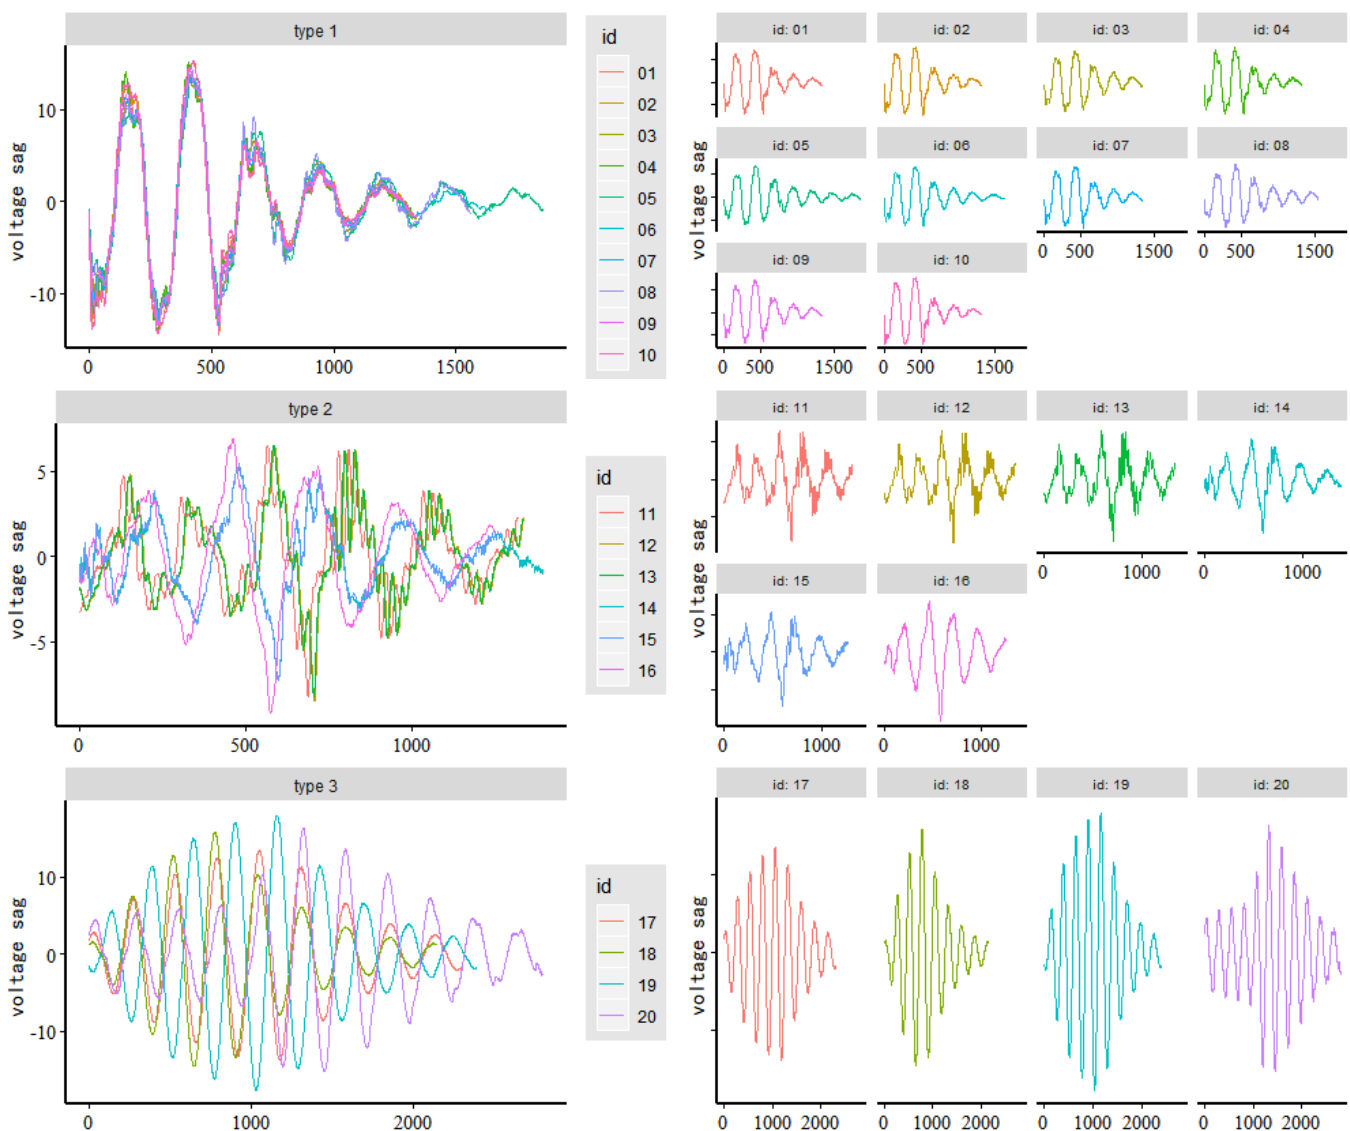 type 1
voltage sag
10
0
-10
0 500 1000 1500
id
01
02
03
04
05
06
07
08
09
10
id: 01 id: 02 id: 03 id: 04
id: 05 id: 06 id: 07 id: 08
voltage sag
0 500 1500 0 500 1500
id: 09 id: 10
0 500 1500 0 500 1500
type 2
voltage sag
5
0
-5
0 500 1000
id
11
12
13
14
15
16
id: 11 id: 12 id: 13 id: 14
voltage sag
0 1000 0 1000
id: 15 id: 16
0 1000 0 1000
type 3
voltage sag
10
0
-10
0 1000 2000
id
17
18
19
20
id: 17 id: 18 id: 19 id: 20
voltage sag
0 1000 2000 0 1000 2000 0 1000 2000 0 1000 2000